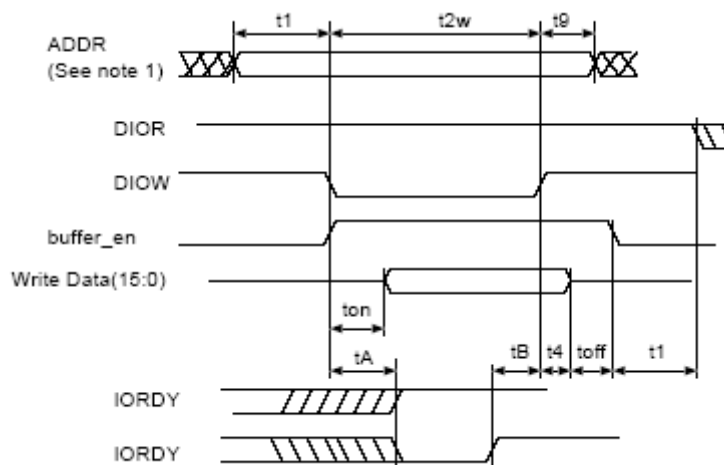 t1 t2w t9
ADDR
(See note 1)
DIOR
DIOW
buffer_en
Write Data(15:0)
ton
tA tB t4 toff t1
IORDY
IORDY